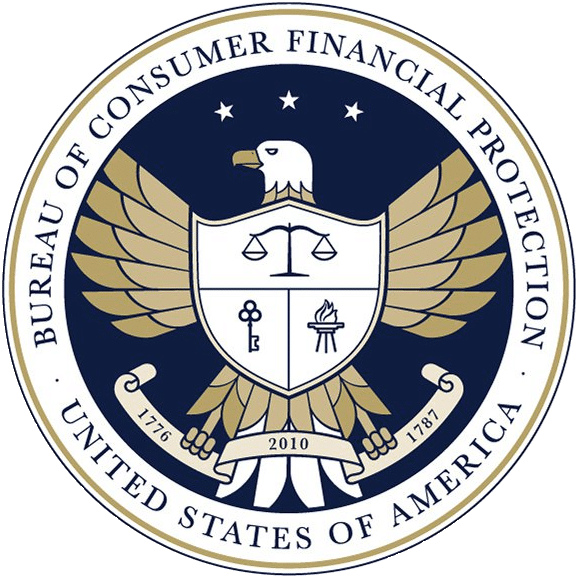 BUREAU OF CONSUMER FINANCIAL PROTECTION
1776
2010
1787
· UNITED STATES OF AMERICA ·